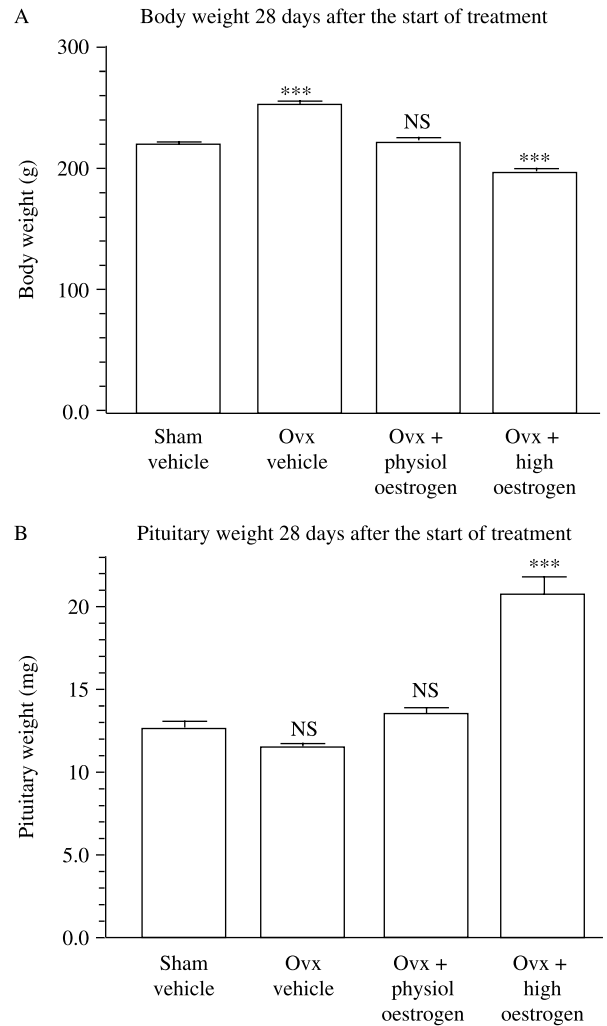 A
Body weight 28 days after the start of treatment
300
200
100
0.0
Body weight (g)
***
NS
***
Sham
vehicle
Ovx
vehicle
Ovx +
physiol
oestrogen
Ovx +
high
oestrogen
B
Pituitary weight 28 days after the start of treatment
20
15
10
5.0
0.0
Pituitary weight (mg)
NS
NS
***
Sham
vehicle
Ovx
vehicle
Ovx +
physiol
oestrogen
Ovx +
high
oestrogen